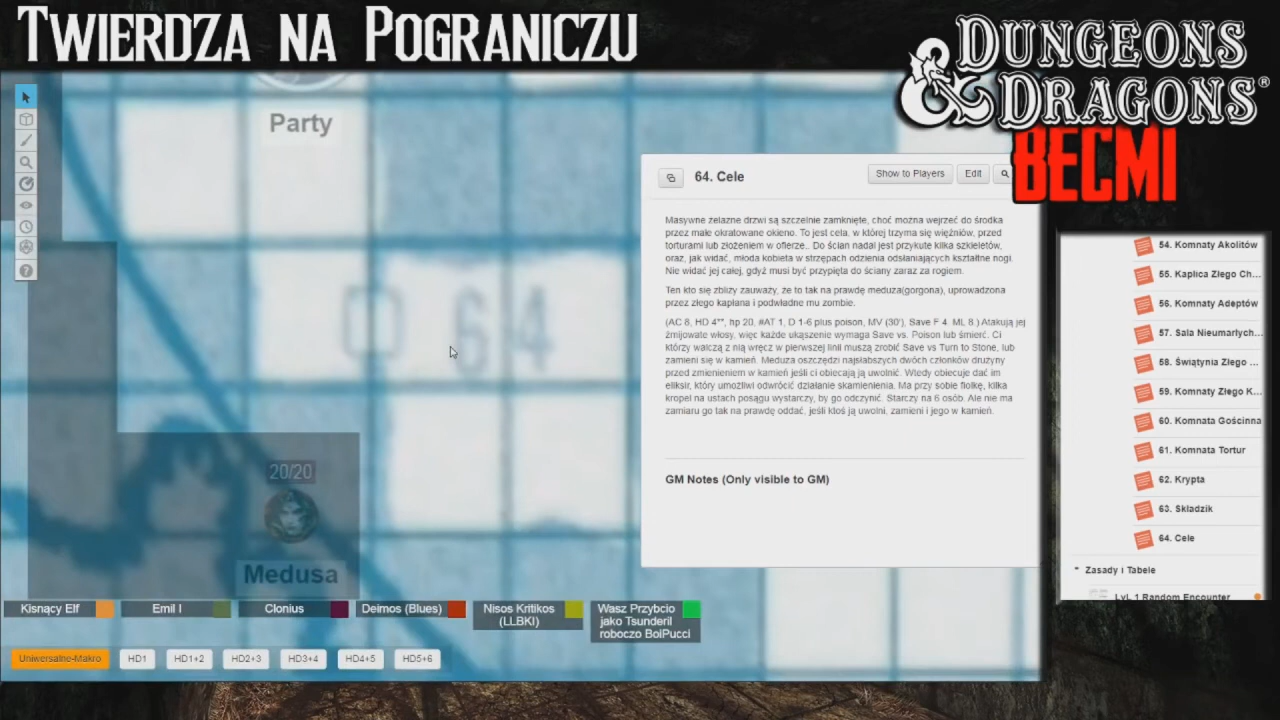 Twierdza na Pograniczu
Dungeons
& Dragons®
BECMI
Party
64
20/20
Medusa
64. Cele
Show to Players
Edit
Masywne żelazne drzwi są szczelnie zamknięte, choć można wejrzeć do środka
przez małe okratowane okieno. To jest cela, w której trzyma się więźniów, przed
torturami lub złożeniem w ofierze.. Do ścian nadal jest przykute kilka szkieletów,
oraz, jak widać, młoda kobieta w strzępach odzienia odsłaniających kształtne nogi.
Nie widać jej całej, gdyż musi być przypięta do ściany zaraz za rogiem.
Ten kto się zbliży zauważy, że to tak na prawdę meduza(gorgona), uprowadzona
przez złego kapłana i podwładne mu zombie.
(AC 8, HD 4**, hp 20, #AT 1, D 1-6 plus poison, MV (30'), Save F 4. ML 8.) Atakują jej
żmijowate włosy, więc każde ukąszenie wymaga Save vs. Poison lub śmierć. Ci
którzy walczą z nią wręcz w pierwszej linii muszą zrobić Save vs Turn to Stone, lub
zamieni się w kamień. Meduza oszczędzi najsłabszych dwóch członków drużyny
przed zmienieniem w kamień jeśli ci obiecają ją uwolnić. Wtedy obiecuje dać im
eliksir, który umożliwi odwrócić działanie skamienienia. Ma przy sobie fiolkę, kilka
kropel na ustach posągu wystarczy, by go odczynić. Starczy na 6 osób. Ale nie ma
zamiaru go tak na prawdę oddać, jeśli ktoś ją uwolni, zamieni i jego w kamień.
GM Notes (Only visible to GM)
54. Komnaty Akolitów
55. Kaplica Złego Ch...
56. Komnaty Adeptów
57. Sala Nieumarłych...
58. Świątynia Złego ...
59. Komnaty Złego K...
60. Komnata Gościnna
61. Komnata Tortur
62. Krypta
63. Składzik
64. Cele
Zasady i Tabele
LvL 1 Random Encounter
Kisnący Elf
Emil I
Clonius
Deimos (Blues)
Nisos Kritikos
(LLBKI)
Wasz Przybcio
jako Tsunderil
roboczo BolPucci
Uniwersalne-Makro
HD1
HD1+2
HD2+3
HD3+4
HD4+5
HD5+6